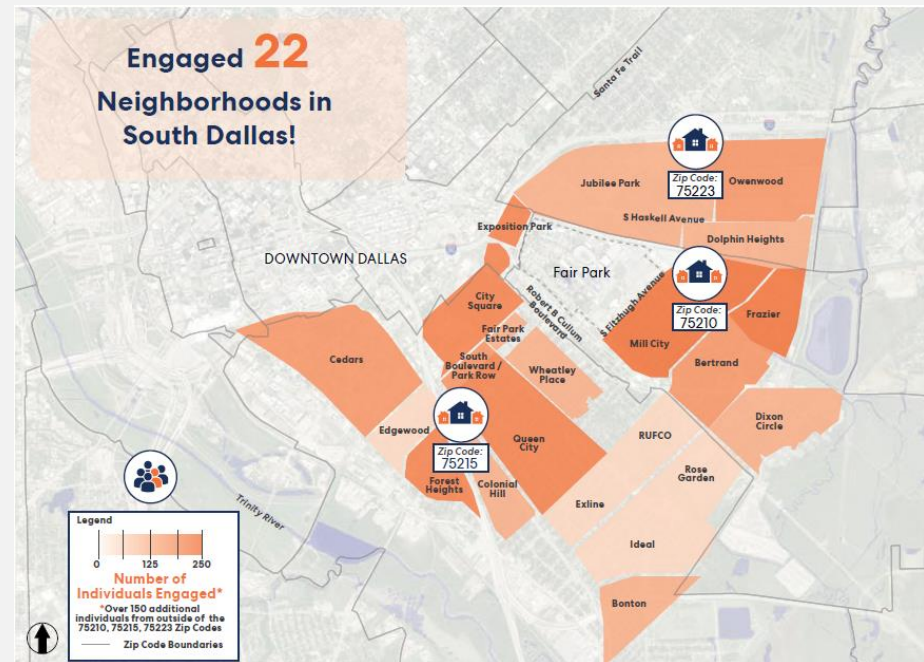 Engaged 22
Neighborhoods in
South Dallas!
Santa Fe Trail
Zip Code:
75223
Jubilee Park
Owenwood
S Haskell Avenue
Exposition Park
Dolphin Heights
DOWNTOWN DALLAS
Fair Park
Robert B Cullum
Boulevard
S Fitzhugh Avenue
Zip Code:
75210
City
Square
Fair Park
Estates
Mill City
Frazier
Cedars
South
Boulevard /
Park Row
Wheatley
Place
Bertrand
Dixon
Circle
Edgewood
Zip Code:
75215
Queen
City
RUFCO
Forest
Heights
Colonial
Hill
Rose
Garden
Exline
Ideal
Bonton
Trinity River
Legend
0 125 250
Number of
Individuals Engaged*
*Over 150 additional
individuals from outside of the
75210, 75215, 75223 Zip Codes
Zip Code Boundaries